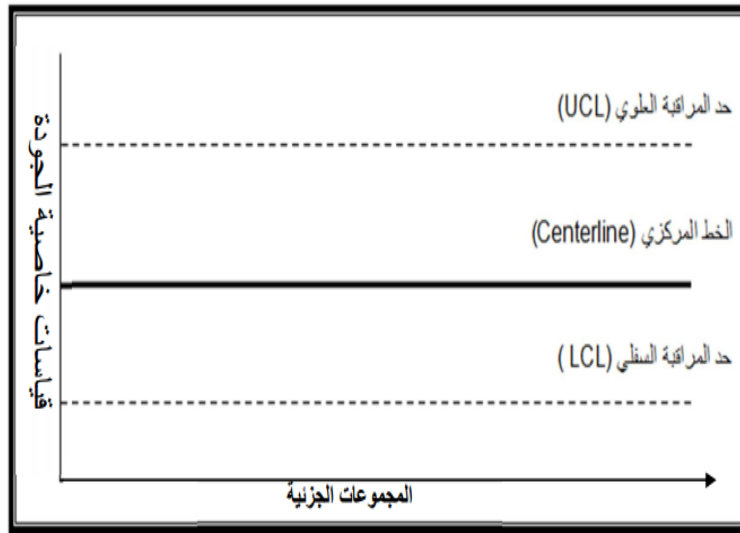 حد المراقبة العلوي (UCL)
الخط المركزي (Centerline)
حد المراقبة السفلي (LCL )
قياسات خاصية الجودة
المجموعات الجزئية